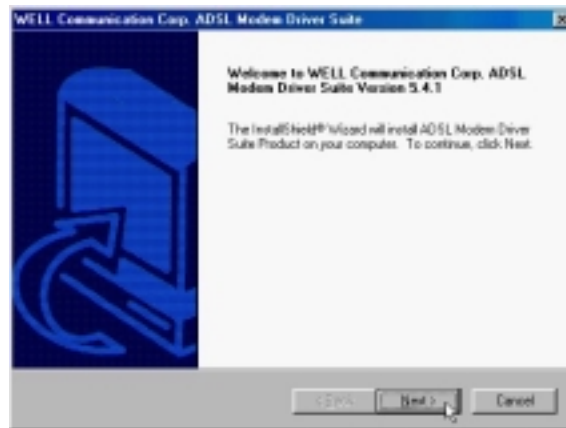 WELL Communication Corp. ADSL Modem Driver Suite
Welcome to WELL Communication Corp. ADSL
Modem Driver Suite Version 5.4.1
The InstallShield® Wizard will install ADSL Modem Driver
Suite Product on your computer. To continue, click Next.
< Back
Next >
Cancel